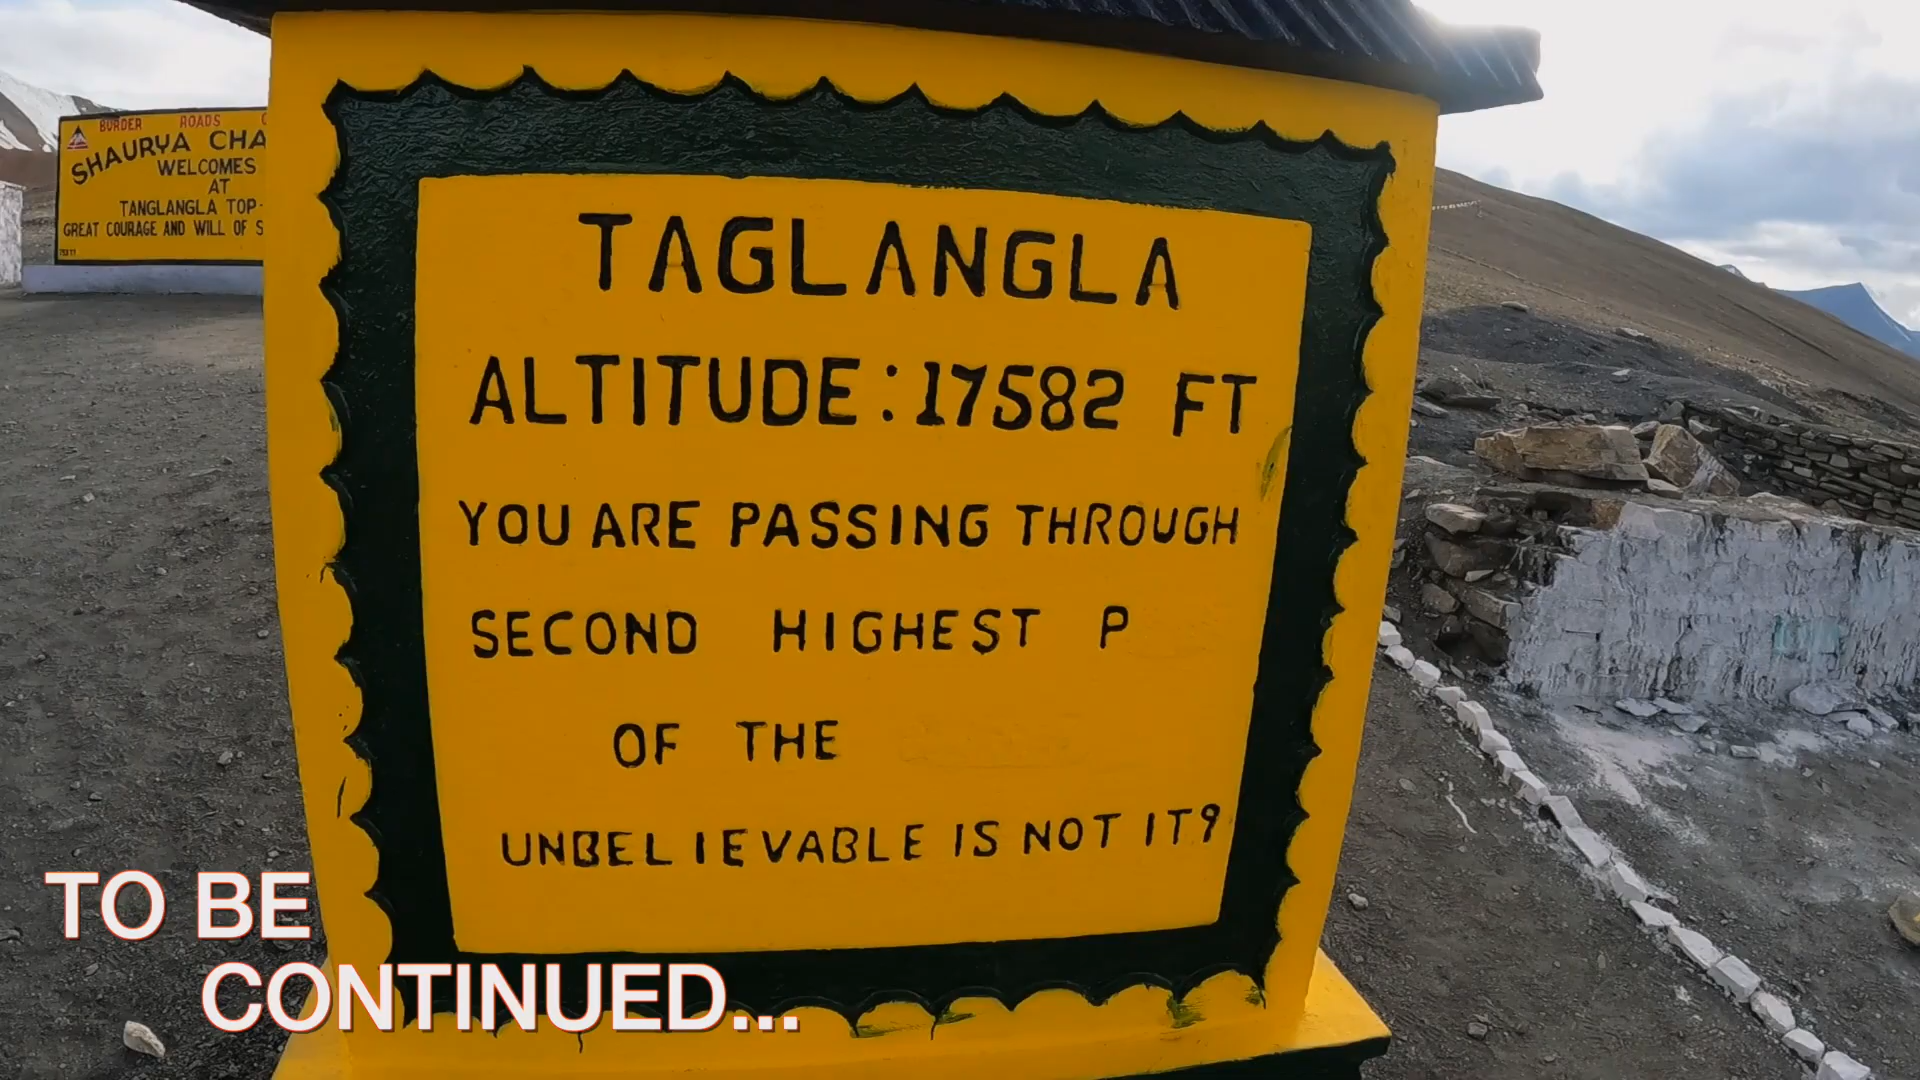 BORDER ROADS
SHAURYA CHA
WELCOMES
AT
TANGLANGLA TOP-
GREAT COURAGE AND WILL OF S
TAGLANGLA
ALTITUDE:17582 FT
YOU ARE PASSING THROUGH
SECOND HIGHEST P
OF THE
UNBELIEVABLE IS NOT IT?
TO BE
CONTINUED...